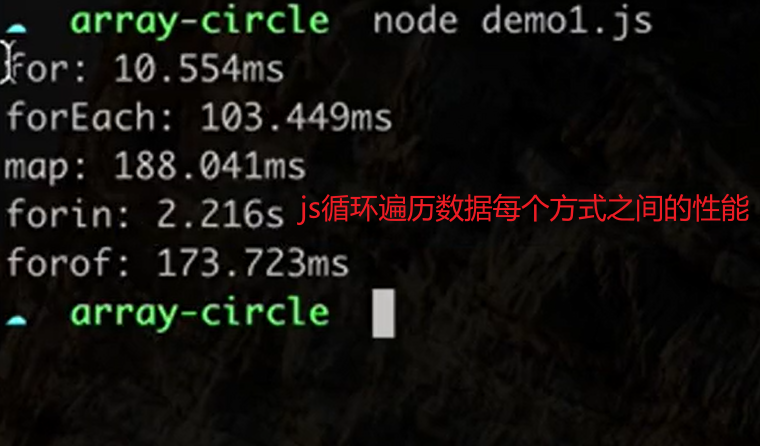 array-circle node demo1.js
for: 10.554ms
forEach: 103.449ms
map: 188.041ms
forin: 2.216s
js循环遍历数据每个方式之间的性能
forof: 173.723ms
array-circle